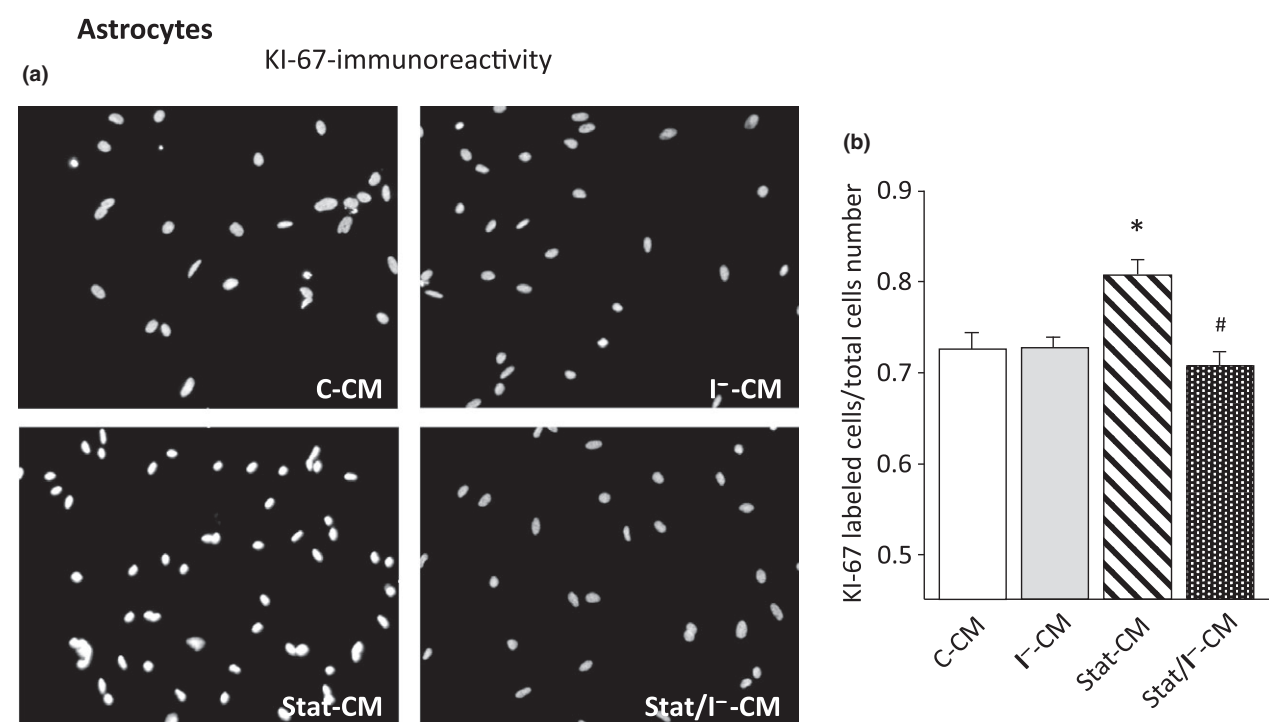 Astrocytes
KI-67-immunoreactivity
(a)
C-CM
I⁻-CM
Stat-CM
Stat/I⁻-CM
(b)
KI-67 labeled cells/total cells number
0.9
0.8
0.7
0.6
0.5
*
#
C-CM
I⁻-CM
Stat-CM
Stat/I⁻-CM